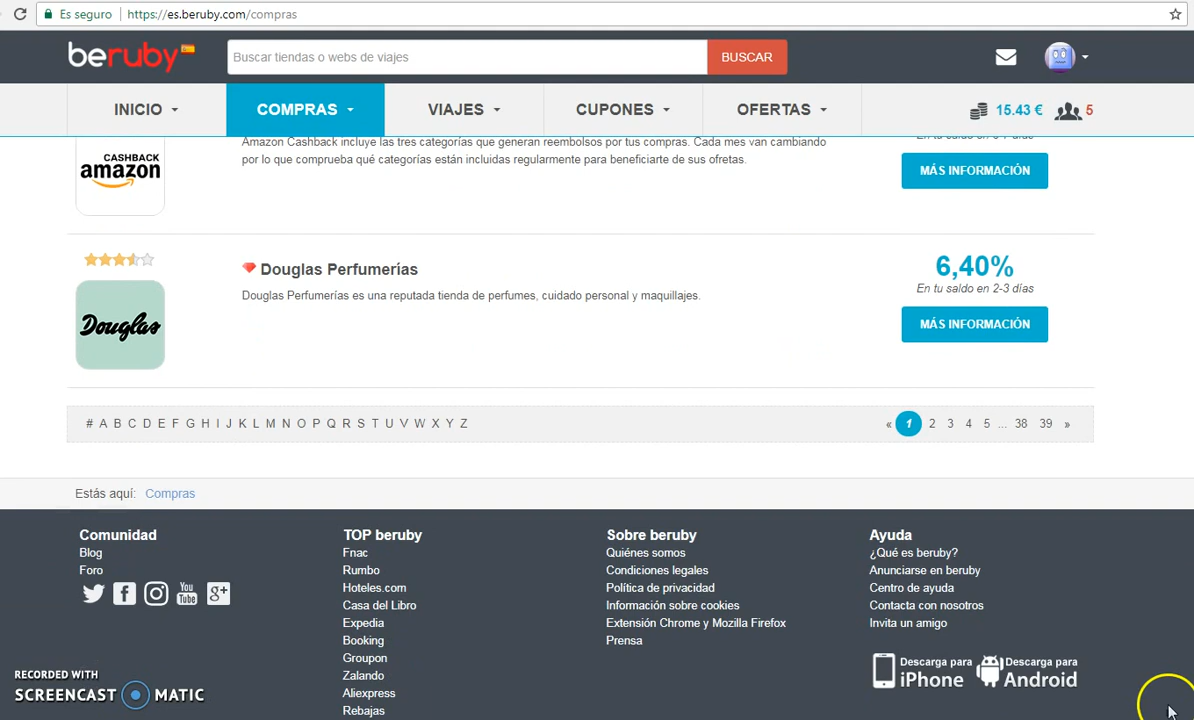 Es seguro https://es.beruby.com/compras
beruby
Buscar tiendas o webs de viajes
BUSCAR
INICIO
COMPRAS
VIAJES
CUPONES
OFERTAS
15.43 €
5
Amazon Cashback incluye las tres categorías que generan reembolsos por tus compras. Cada mes van cambiando
por lo que comprueba qué categorías están incluidas regularmente para beneficiarte de sus ofretas.
CASHBACK
amazon
MÁS INFORMACIÓN
Douglas Perfumerías
Douglas Perfumerías es una reputada tienda de perfumes, cuidado personal y maquillajes.
Douglas
6,40%
En tu saldo en 2-3 días
MÁS INFORMACIÓN
# A B C D E F G H I J K L M N O P Q R S T U V W X Y Z
« 1 2 3 4 5 ... 38 39 »
Estás aquí: Compras
Comunidad
Blog
Foro
You
Tube
g+
TOP beruby
Fnac
Rumbo
Hoteles.com
Casa del Libro
Expedia
Booking
Groupon
Zalando
Aliexpress
Rebajas
Sobre beruby
Quiénes somos
Condiciones legales
Política de privacidad
Información sobre cookies
Extensión Chrome y Mozilla Firefox
Prensa
Ayuda
¿Qué es beruby?
Anunciarse en beruby
Centro de ayuda
Contacta con nosotros
Invita un amigo
Descarga para
iPhone
Descarga para
Android
RECORDED WITH
SCREENCAST MATIC